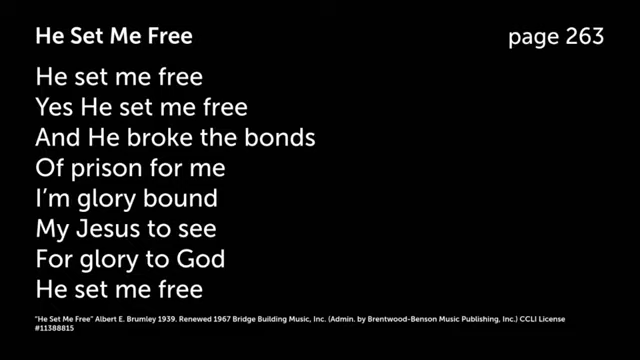 He Set Me Free page 263
He set me free
Yes He set me free
And He broke the bonds
Of prison for me
I'm glory bound
My Jesus to see
For glory to God
He set me free
"He Set Me Free" Albert E. Brumley 1939. Renewed 1967 Bridge Building Music, Inc. (Admin. by Brentwood-Benson Music Publishing, Inc.) CCLI License
#11388815